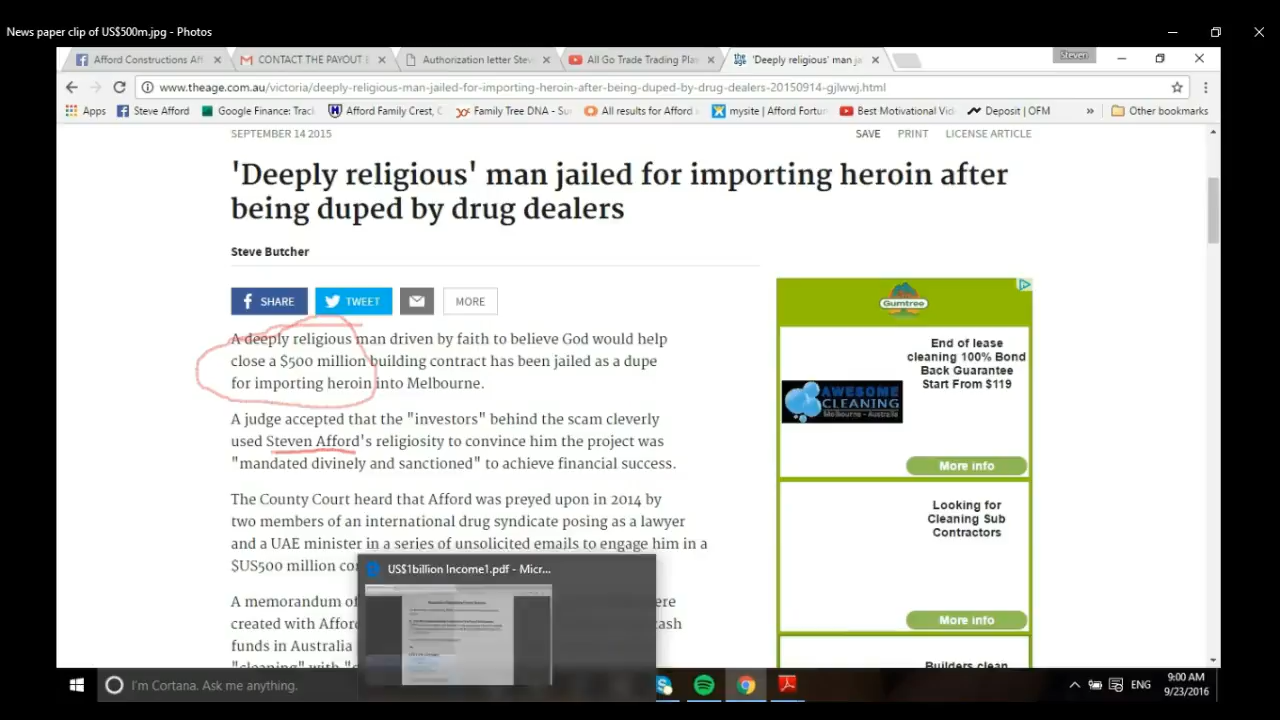 News paper clip of US$500m.jpg - Photos
Afford Constructions Aff
CONTACT THE PAYOUT E
Authorization letter Stev
All Go Trade Trading Pla
'Deeply religious' man ja
Steven
www.theage.com.au/victoria/deeply-religious-man-jailed-for-importing-heroin-after-being-duped-by-drug-dealers-20150914-gjlwwj.html
Apps
Steve Afford
Google Finance: Track
Afford Family Crest, C
Family Tree DNA - Su
All results for Afford
mysite | Afford Fortun
Best Motivational Vide
Deposit | OFM
»
Other bookmarks
SEPTEMBER 14 2015
SAVE PRINT LICENSE ARTICLE
'Deeply religious' man jailed for importing heroin after
being duped by drug dealers
Steve Butcher
SHARE TWEET MORE
A deeply religious man driven by faith to believe God would help
close a $500 million building contract has been jailed as a dupe
for importing heroin into Melbourne.
A judge accepted that the "investors" behind the scam cleverly
used Steven Afford's religiosity to convince him the project was
"mandated divinely and sanctioned" to achieve financial success.
The County Court heard that Afford was preyed upon in 2014 by
two members of an international drug syndicate posing as a lawyer
and a UAE minister in a series of unsolicited emails to engage him in a
$US500 million co
A memorandum of
ere
created with Afford
cash
funds in Australia
"cleaning" with "c
Gumtree
End of lease
cleaning 100% Bond
Back Guarantee
Start From $119
AWESOME
CLEANING
Melbourne - Australia
More info
Looking for
Cleaning Sub
Contractors
More info
Builders clean
US$1billion Income1.pdf - Micr...
I'm Cortana. Ask me anything.
ENG
9:00 AM
9/23/2016